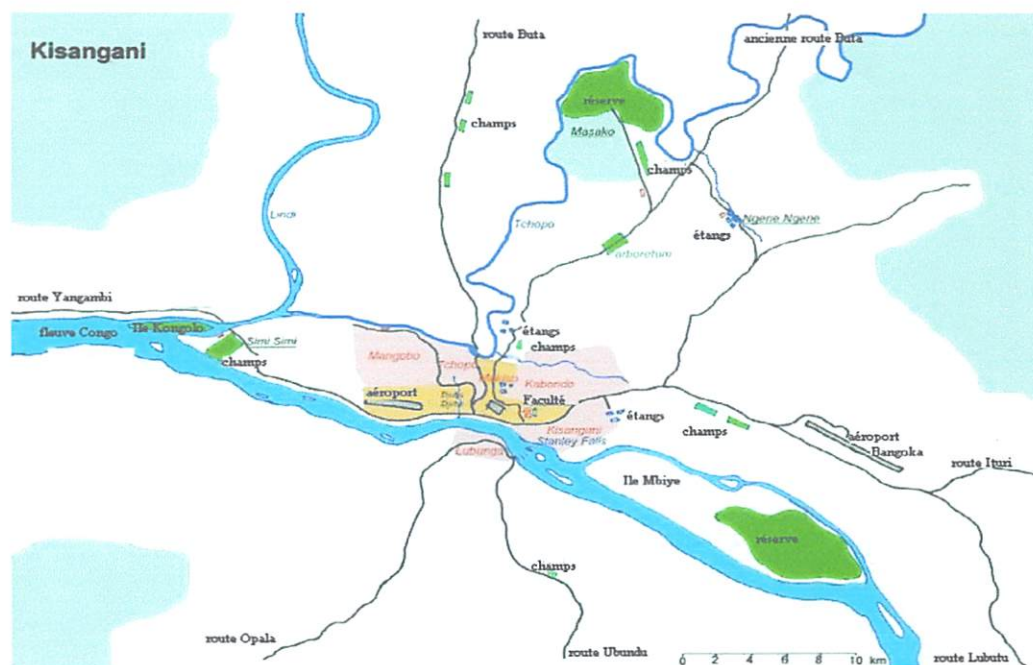 Kisangani
route Buta
ancienne route Buta
réserve
Masako
champs
champs
Lindi
Tchopo
Ngene Ngene
étangs
arboretum
route Yangambi
fleuve Congo
Ile Kongolo
Simi Simi
champs
étangs
champs
Mangobo
Tchopo
Makiso
Kabondo
aéroport
Faculté
étangs
champs
Kisangani
Stanley Falls
Lubunga
aéroport
Bangoka
route Ituri
Ile Mbiye
réserve
champs
route Opala
route Ubundu
0 2 4 6 8 10 km
route Lubutu